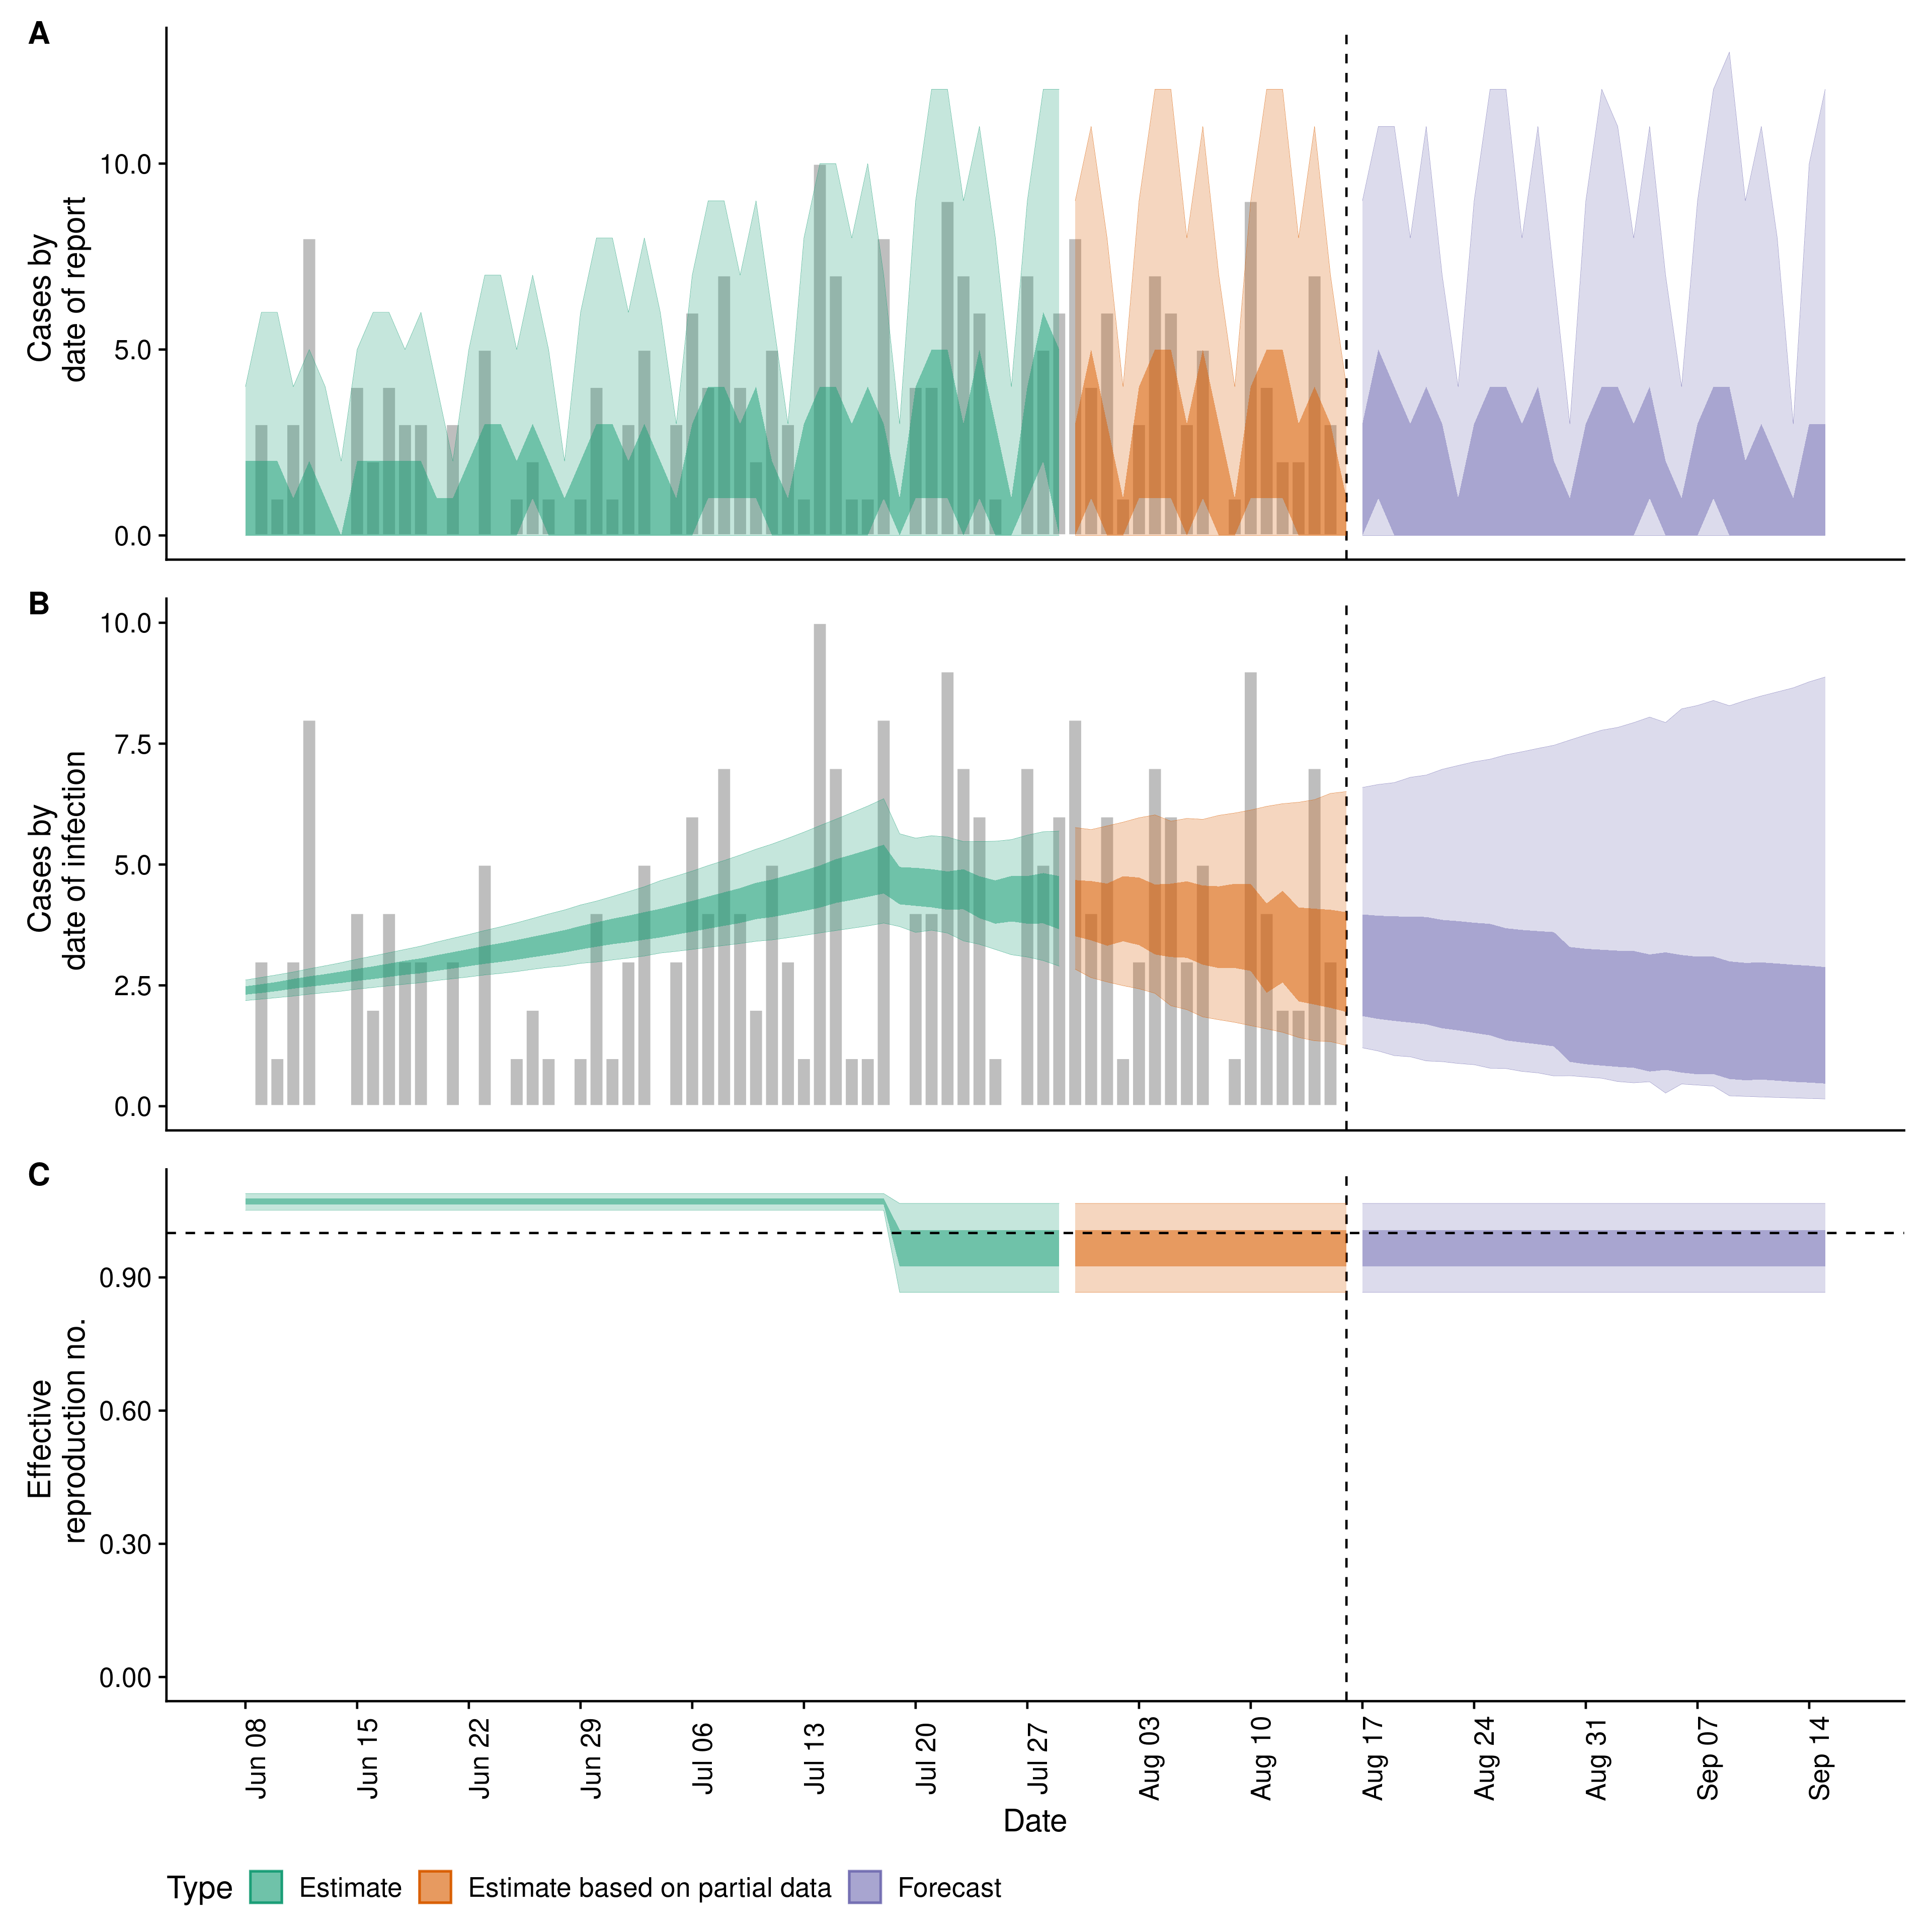 A
Cases by
date of report
10.0
5.0
0.0
B
Cases by
date of infection
10.0
7.5
5.0
2.5
0.0
C
Effective
reproduction no.
0.90
0.60
0.30
0.00
Jun 08
Jun 15
Jun 22
Jun 29
Jul 06
Jul 13
Jul 20
Jul 27
Aug 03
Aug 10
Aug 17
Aug 24
Aug 31
Sep 07
Sep 14
Date
Type Estimate Estimate based on partial data Forecast